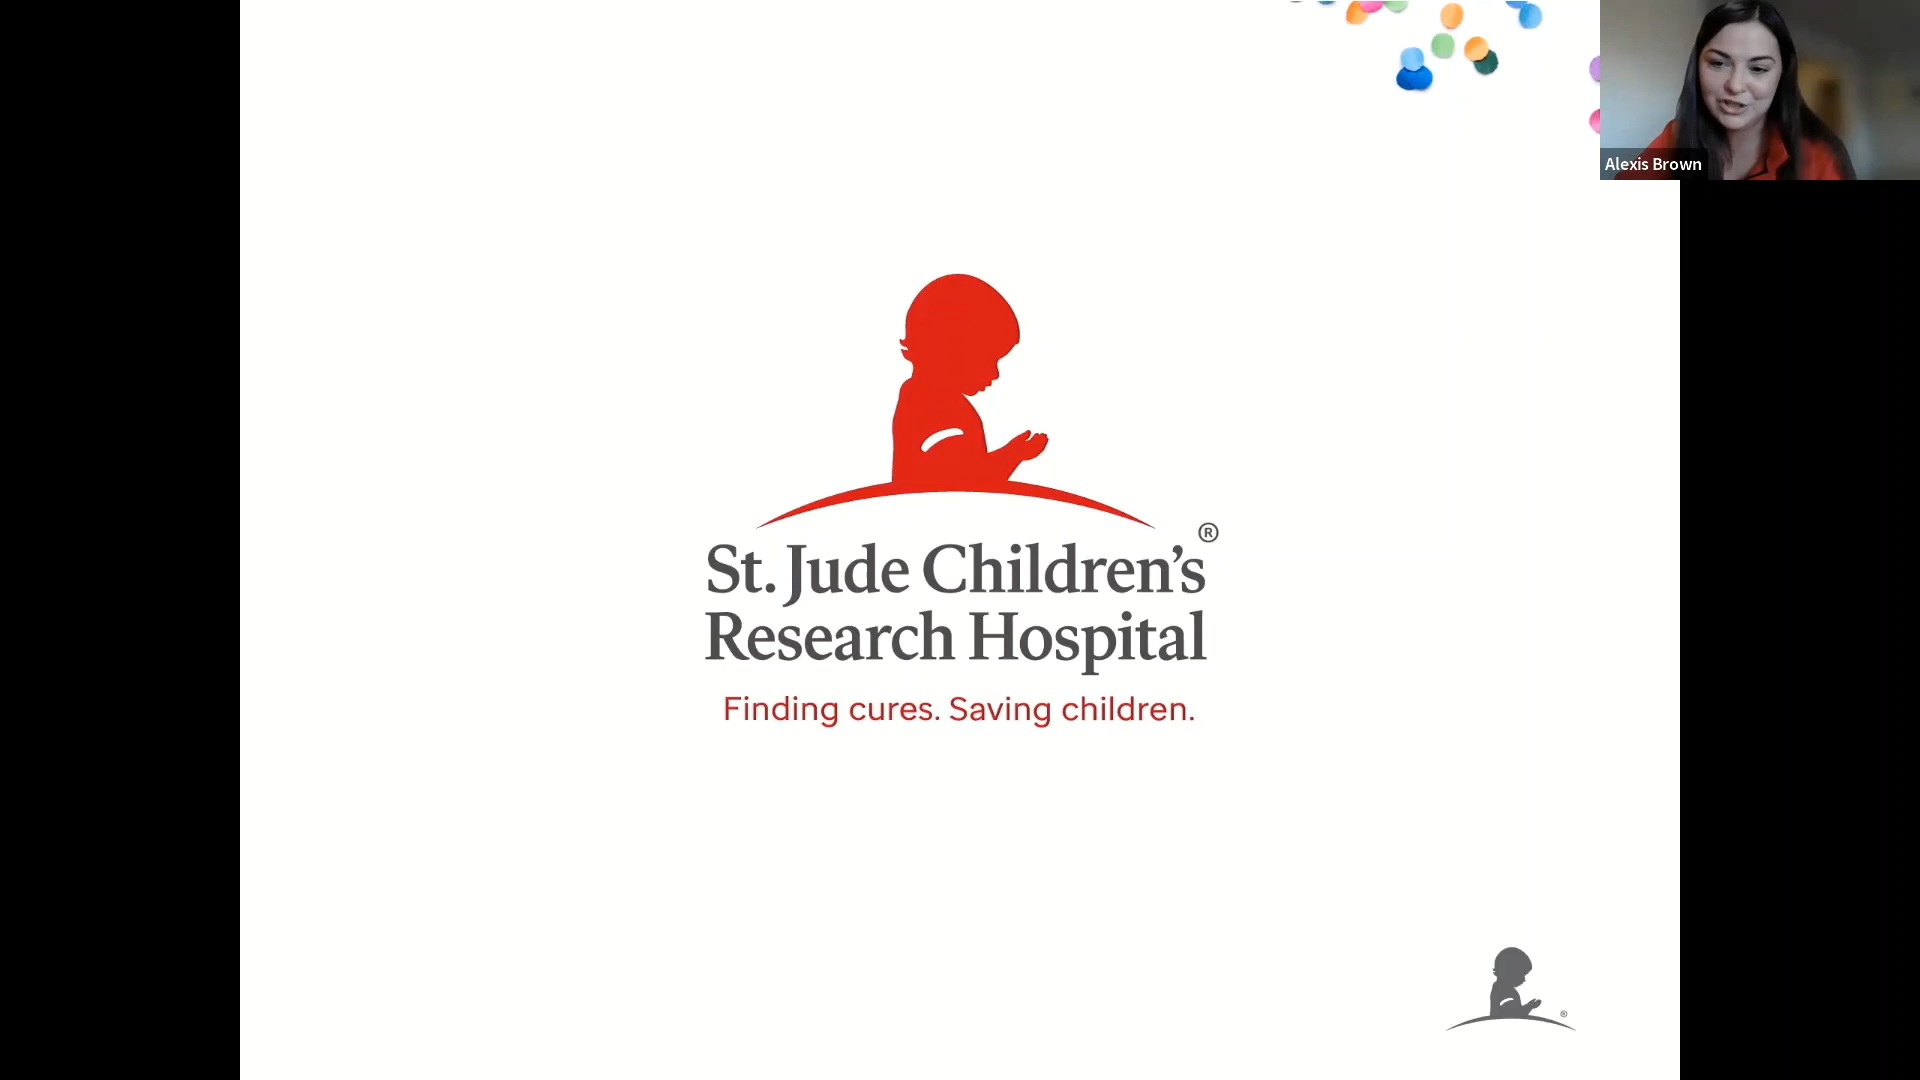 Alexis Brown
St. Jude Children's®
Research Hospital
Finding cures. Saving children.
®